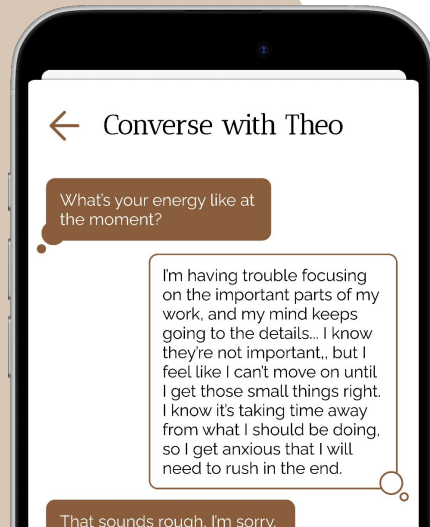 Converse with Theo
What's your energy like at
the moment?
I'm having trouble focusing
on the important parts of my
work, and my mind keeps
going to the details... I know
they're not important,, but I
feel like I can't move on until
I get those small things right.
I know it's taking time away
from what I should be doing,
so I get anxious that I will
need to rush in the end.
That sounds rough, I'm sorry.